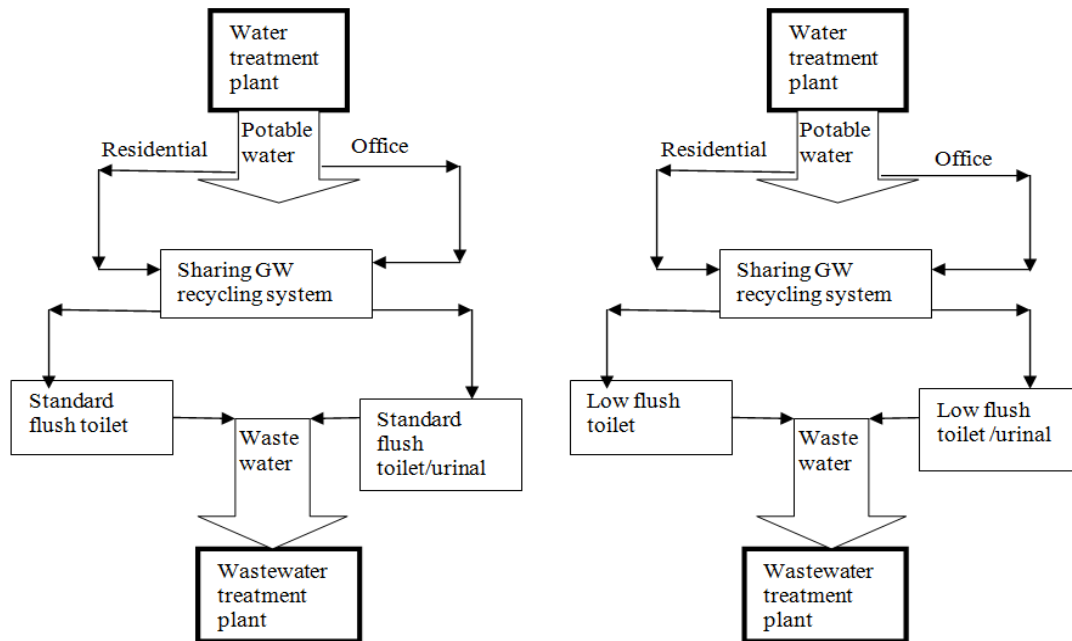 Water
treatment
plant
Potable
water
Residential
Office
Sharing GW
recycling system
Standard
flush toilet
Standard
flush
toilet/urinal
Waste
water
Wastewater
treatment
plant
Water
treatment
plant
Potable
water
Residential
Office
Sharing GW
recycling system
Low flush
toilet
Low flush
toilet /urinal
Waste
water
Wastewater
treatment
plant